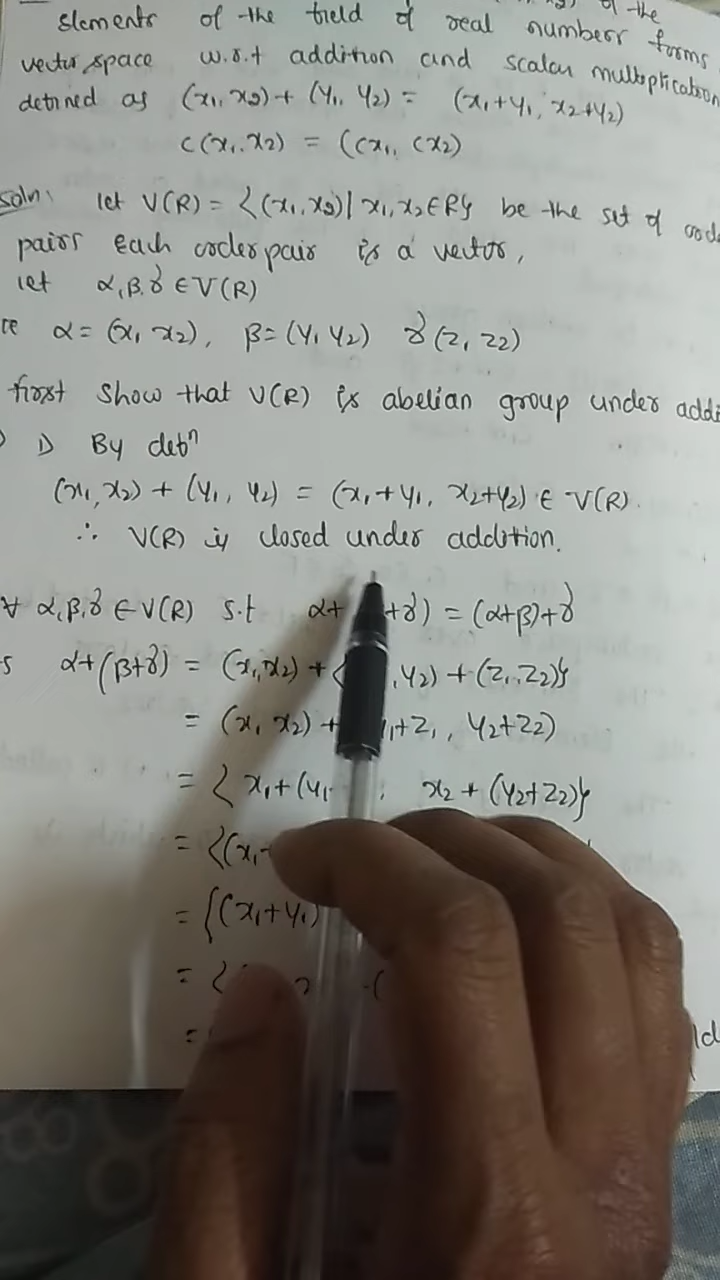 of the
Elements of the field of real numbers forms
vector space w.r.t addition and scalar multiplication
defined as (x₁, x₂) + (y₁, y₂) = (x₁+y₁, x₂+y₂)
c(x₁, x₂) = (cx₁, cx₂)
Soln: let V(R) = {(x₁, x₂) | x₁, x₂ ∈ R} be the set of
pairs each order pair is a vector,
let α, β, γ ∈ V(R)
α = (x₁ x₂), β = (y₁ y₂) γ (z₁ z₂)
first show that V(R) is abelian group under
1) By defⁿ
(x₁, x₂) + (y₁, y₂) = (x₁+y₁, x₂+y₂) ∈ V(R).
∴ V(R) is closed under addition.
∀ α, β, γ ∈ V(R) s.t α+ +γ) = (α+β)+γ
α+(β+γ) = (x₁, x₂) + { , y₂) + (z₁, z₂)}
= (x₁ x₂) + +z₁, y₂+z₂)
= { x₁+(y₁ , x₂ + (y₂+z₂)}
= {(x₁
= {(x₁+y₁)
= {
=